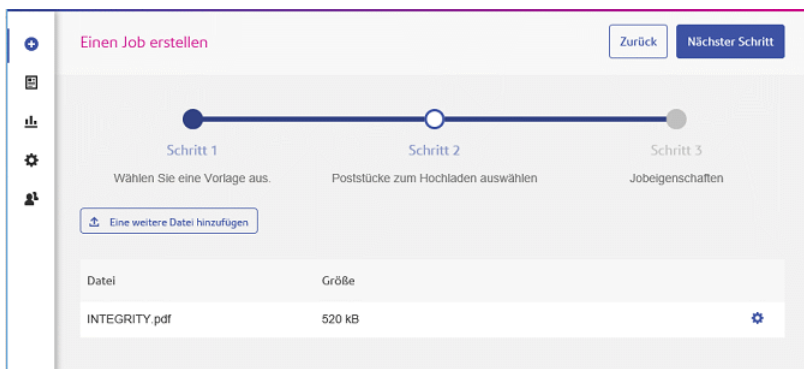 Einen Job erstellen
Zurück
Nächster Schritt
Schritt 1
Schritt 2
Schritt 3
Wählen Sie eine Vorlage aus.
Poststücke zum Hochladen auswählen
Jobeigenschaften
Eine weitere Datei hinzufügen
Datei
Größe
INTEGRITY.pdf
520 kB